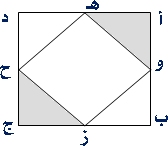 أ هـ د
و ح
ب ز ج